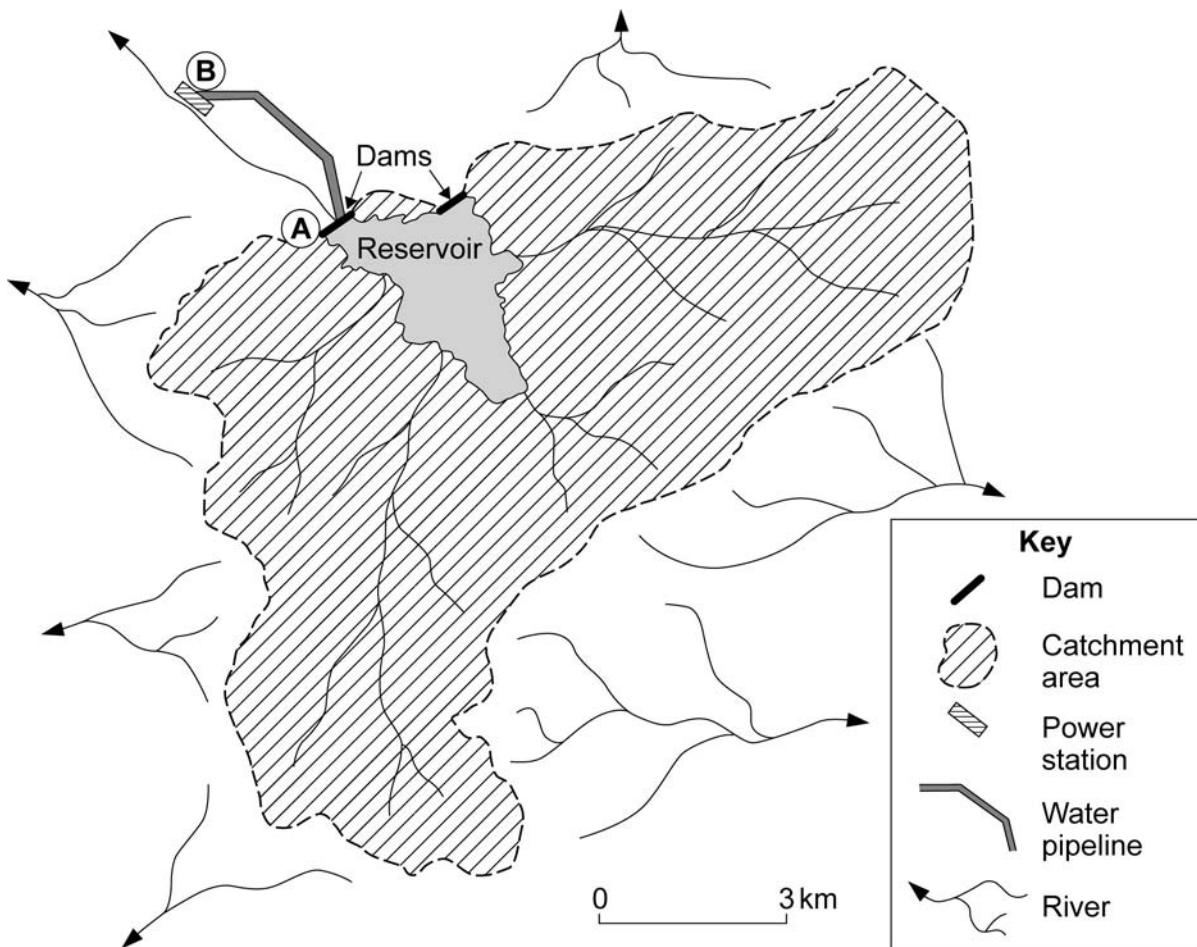 B
Dams
A
Reservoir
Key
Dam
Catchment
area
Power
station
Water
pipeline
River
0 3 km